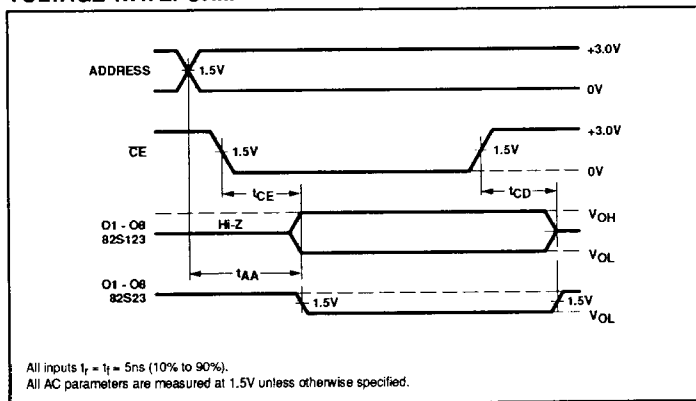 ADDRESS
1.5V
+3.0V
0V
CE
1.5V
1.5V
+3.0V
0V
tCE
tCD
O1 - O8
82S123
Hi-Z
VOH
VOL
tAA
O1 - O8
82S23
1.5V
1.5V
VOL
All inputs tr = tf = 5ns (10% to 90%).
All AC parameters are measured at 1.5V unless otherwise specified.